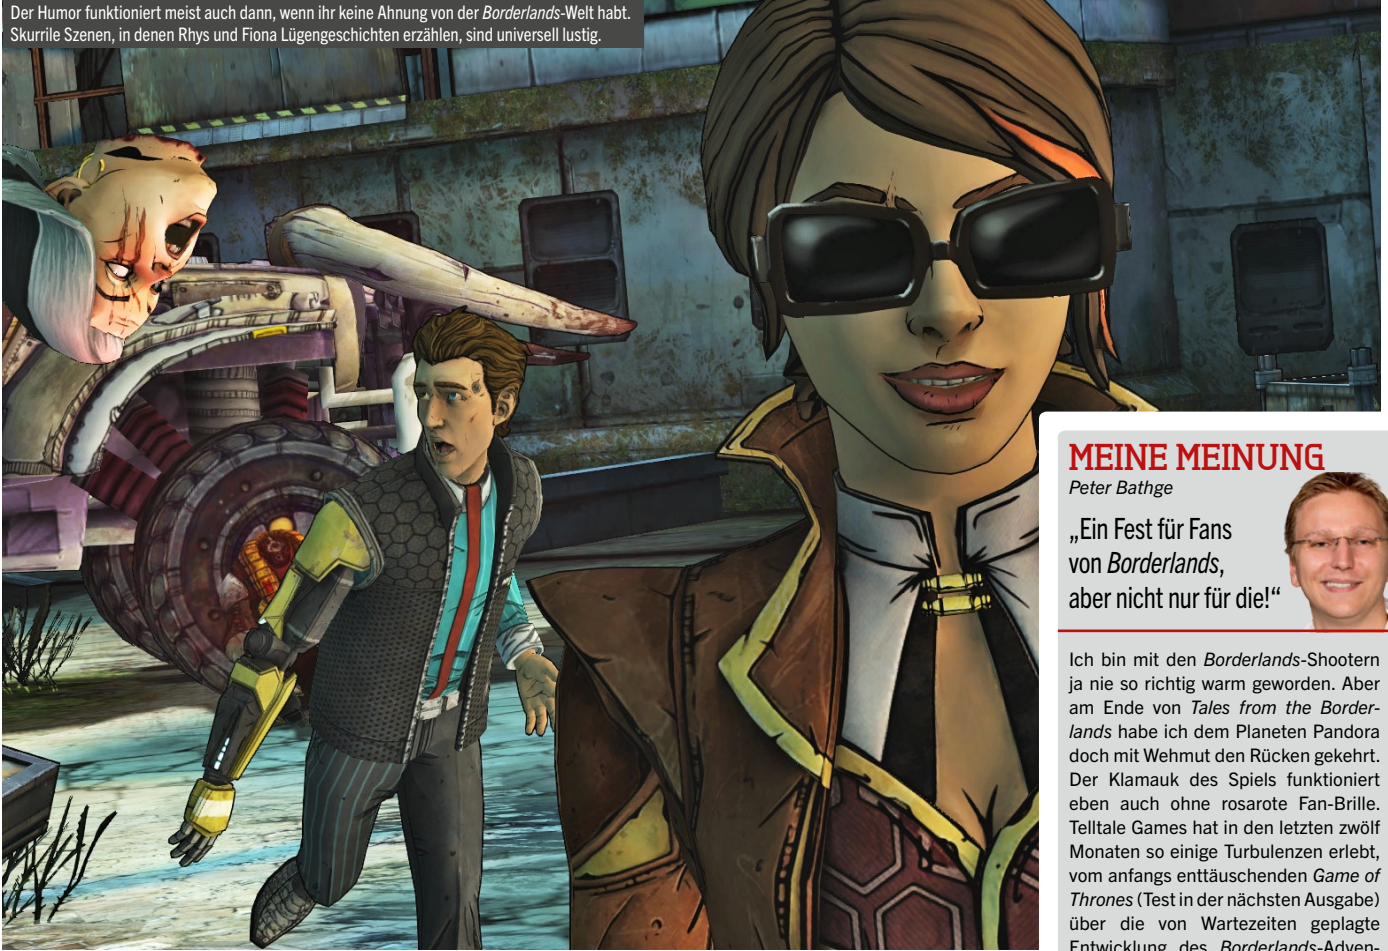 Der Humor funktioniert meist auch dann, wenn ihr keine Ahnung von der Borderlands-Welt habt.
Skurrile Szenen, in denen Rhys und Fiona Lügengeschichten erzählen, sind universell lustig.
MEINE MEINUNG
Peter Bathge
„Ein Fest für Fans
von Borderlands,
aber nicht nur für die!“
Ich bin mit den Borderlands-Shootern
ja nie so richtig warm geworden. Aber
am Ende von Tales from the Border-
lands habe ich dem Planeten Pandora
doch mit Wehmut den Rücken gekehrt.
Der Klamauk des Spiels funktioniert
eben auch ohne rosarote Fan-Brille.
Telltale Games hat in den letzten zwölf
Monaten so einige Turbulenzen erlebt,
vom anfangs enttäuschenden Game of
Thrones (Test in der nächsten Ausgabe)
über die von Wartezeiten geplagte
Entwicklung des Borderlands-Adven-